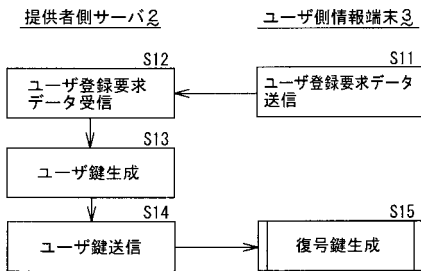 提供者側サーバ2
ユーザ側情報端末3
S12
S11
ユーザ登録要求
データ受信
ユーザ登録要求データ
送信
S13
ユーザ鍵生成
S14
S15
ユーザ鍵送信
復号鍵生成